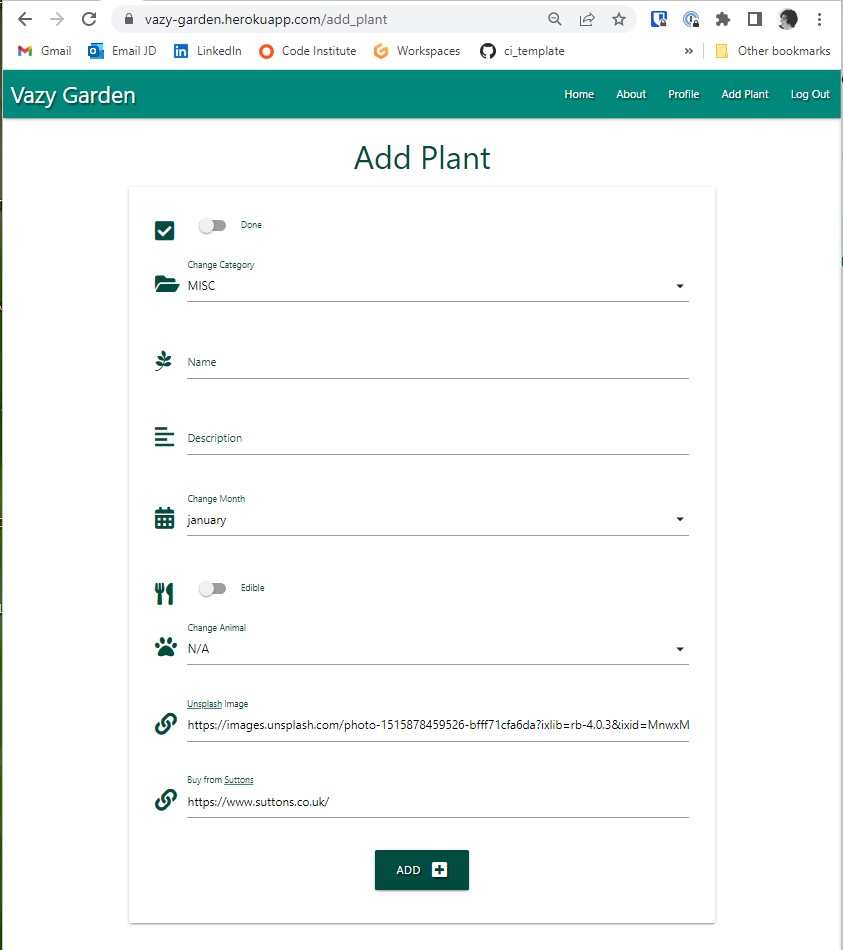 vazy-garden.herokuapp.com/add_plant
Gmail Email JD LinkedIn Code Institute Workspaces ci_template » Other bookmarks
Vazy Garden Home About Profile Add Plant Log Out
Add Plant
Done
Change Category
MISC
Name
Description
Change Month
january
Edible
Change Animal
N/A
Unsplash Image
https://images.unsplash.com/photo-1515878459526-bfff71cfa6da?ixlib=rb-4.0.3&ixid=MnwxM
Buy from Suttons
https://www.suttons.co.uk/
ADD